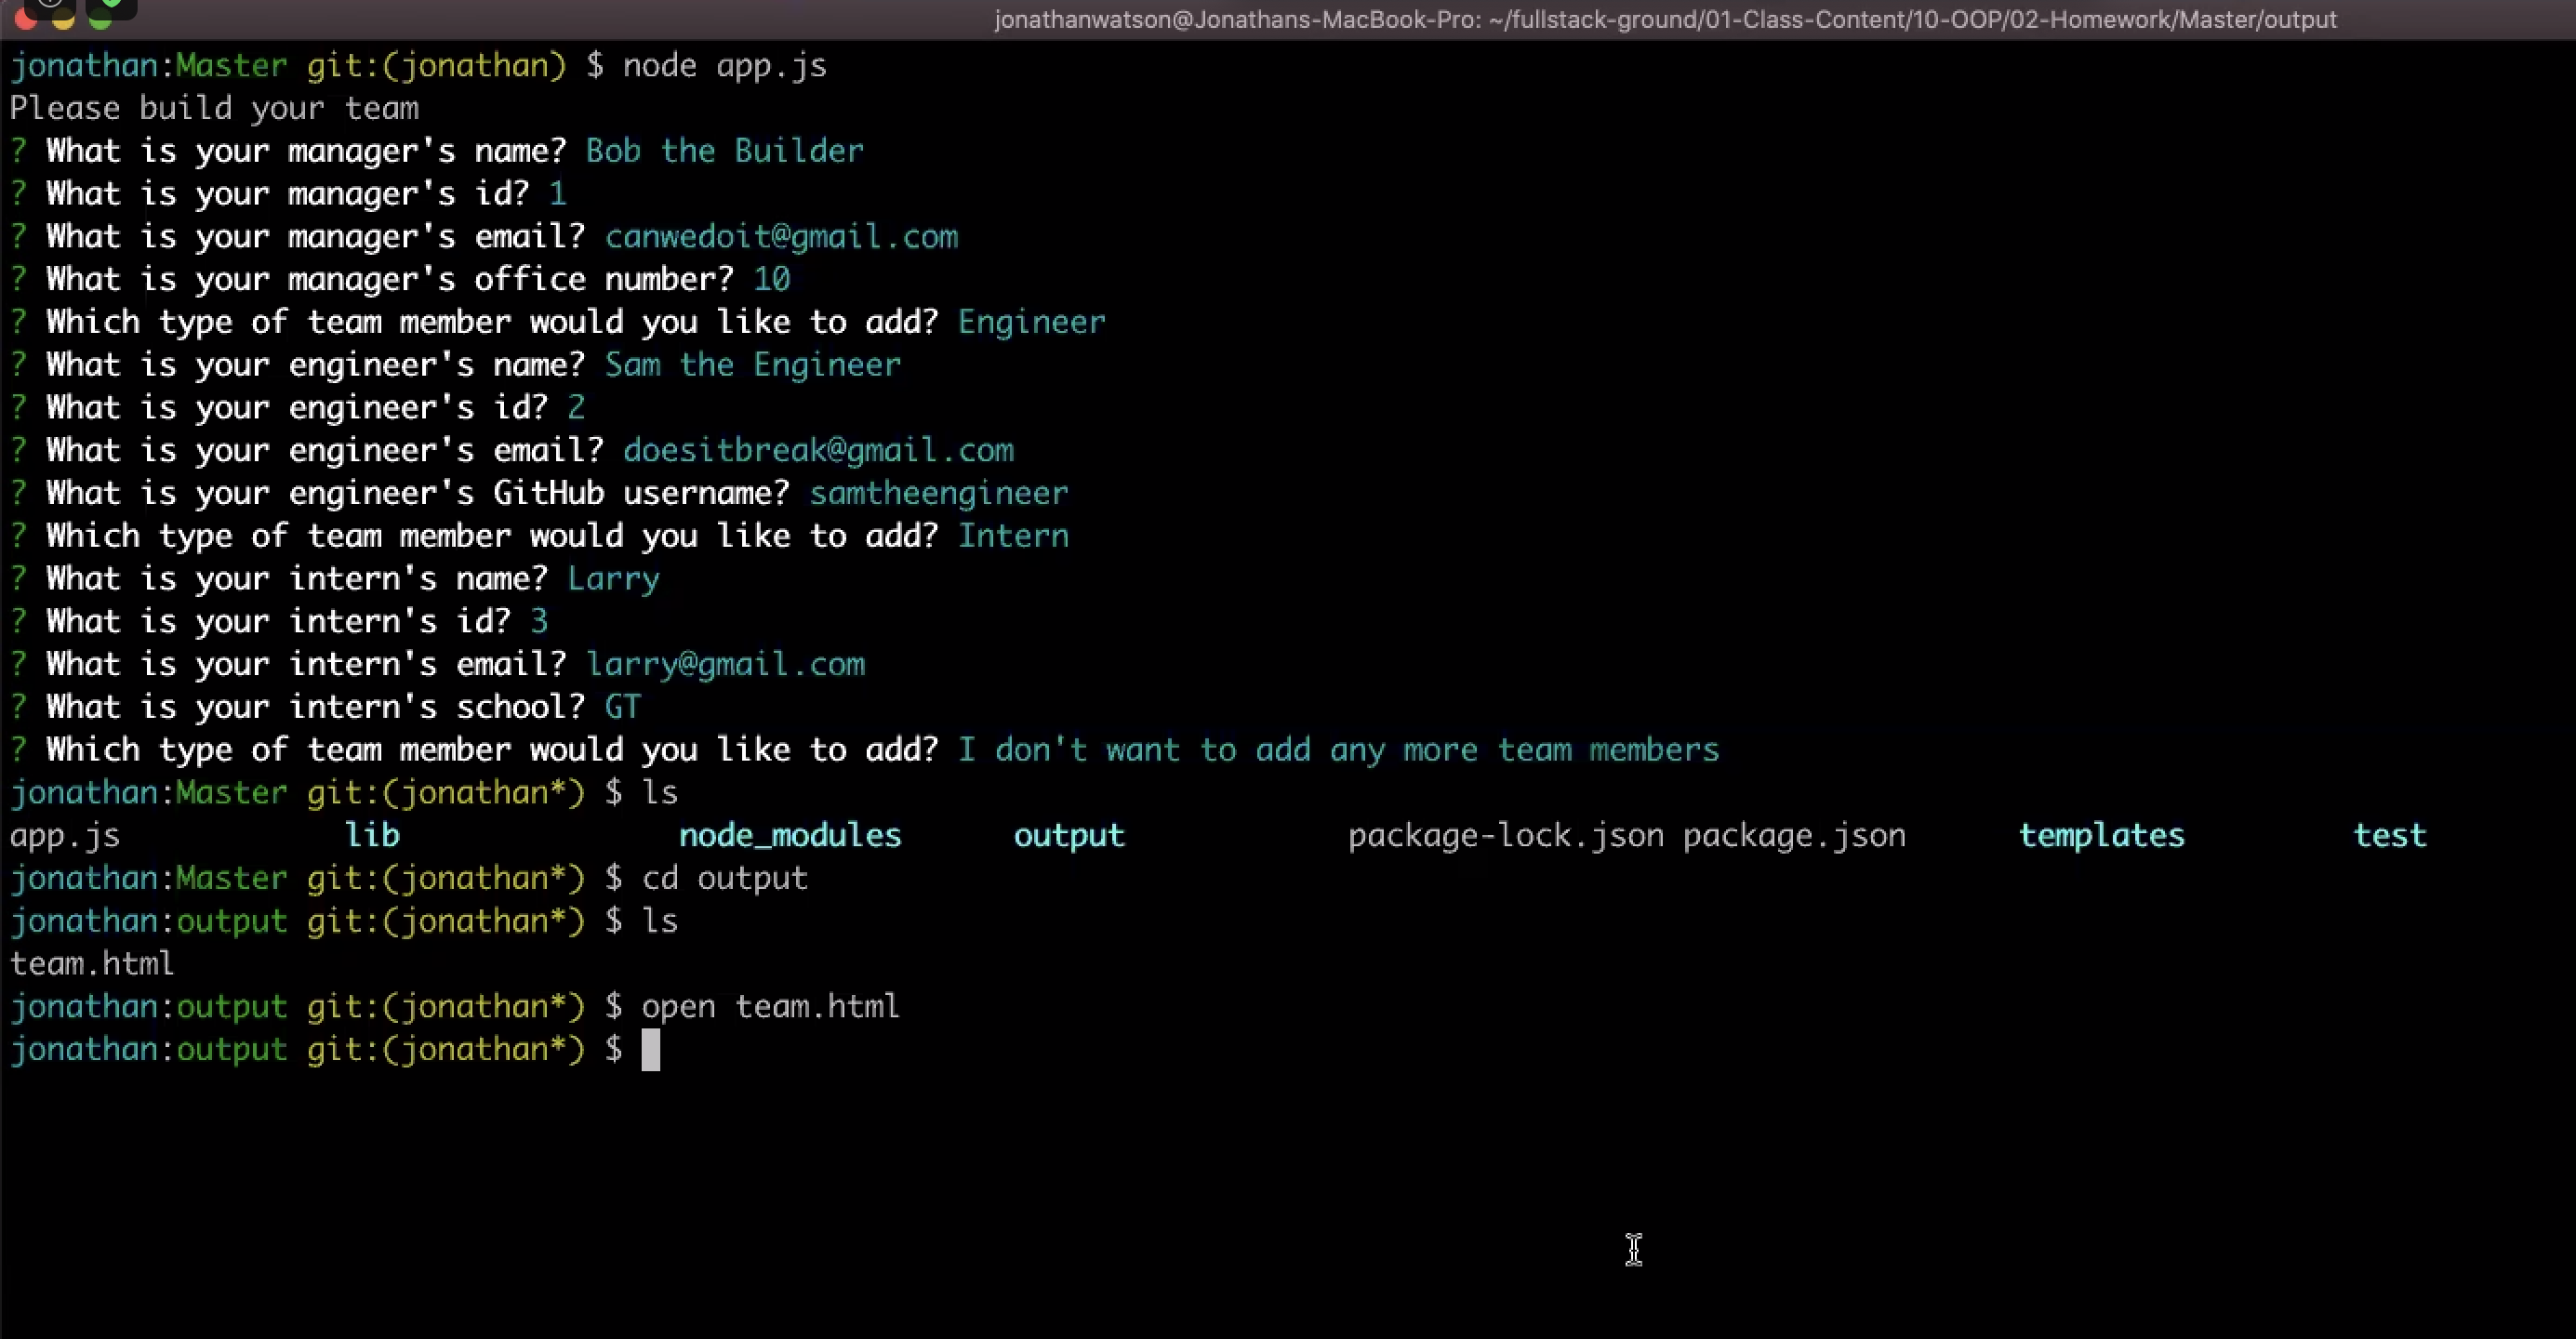 jonathanwatson@Jonathans-MacBook-Pro: ~/fullstack-ground/01-Class-Content/10-OOP/02-Homework/Master/output
jonathan:Master git:(jonathan) $ node app.js
Please build your team
? What is your manager's name? Bob the Builder
? What is your manager's id? 1
? What is your manager's email? canwedoit@gmail.com
? What is your manager's office number? 10
? Which type of team member would you like to add? Engineer
? What is your engineer's name? Sam the Engineer
? What is your engineer's id? 2
? What is your engineer's email? doesitbreak@gmail.com
? What is your engineer's GitHub username? samtheengineer
? Which type of team member would you like to add? Intern
? What is your intern's name? Larry
? What is your intern's id? 3
? What is your intern's email? larry@gmail.com
? What is your intern's school? GT
? Which type of team member would you like to add? I don't want to add any more team members
jonathan:Master git:(jonathan*) $ ls
app.js lib node_modules output package-lock.json package.json templates test
jonathan:Master git:(jonathan*) $ cd output
jonathan:output git:(jonathan*) $ ls
team.html
jonathan:output git:(jonathan*) $ open team.html
jonathan:output git:(jonathan*) $